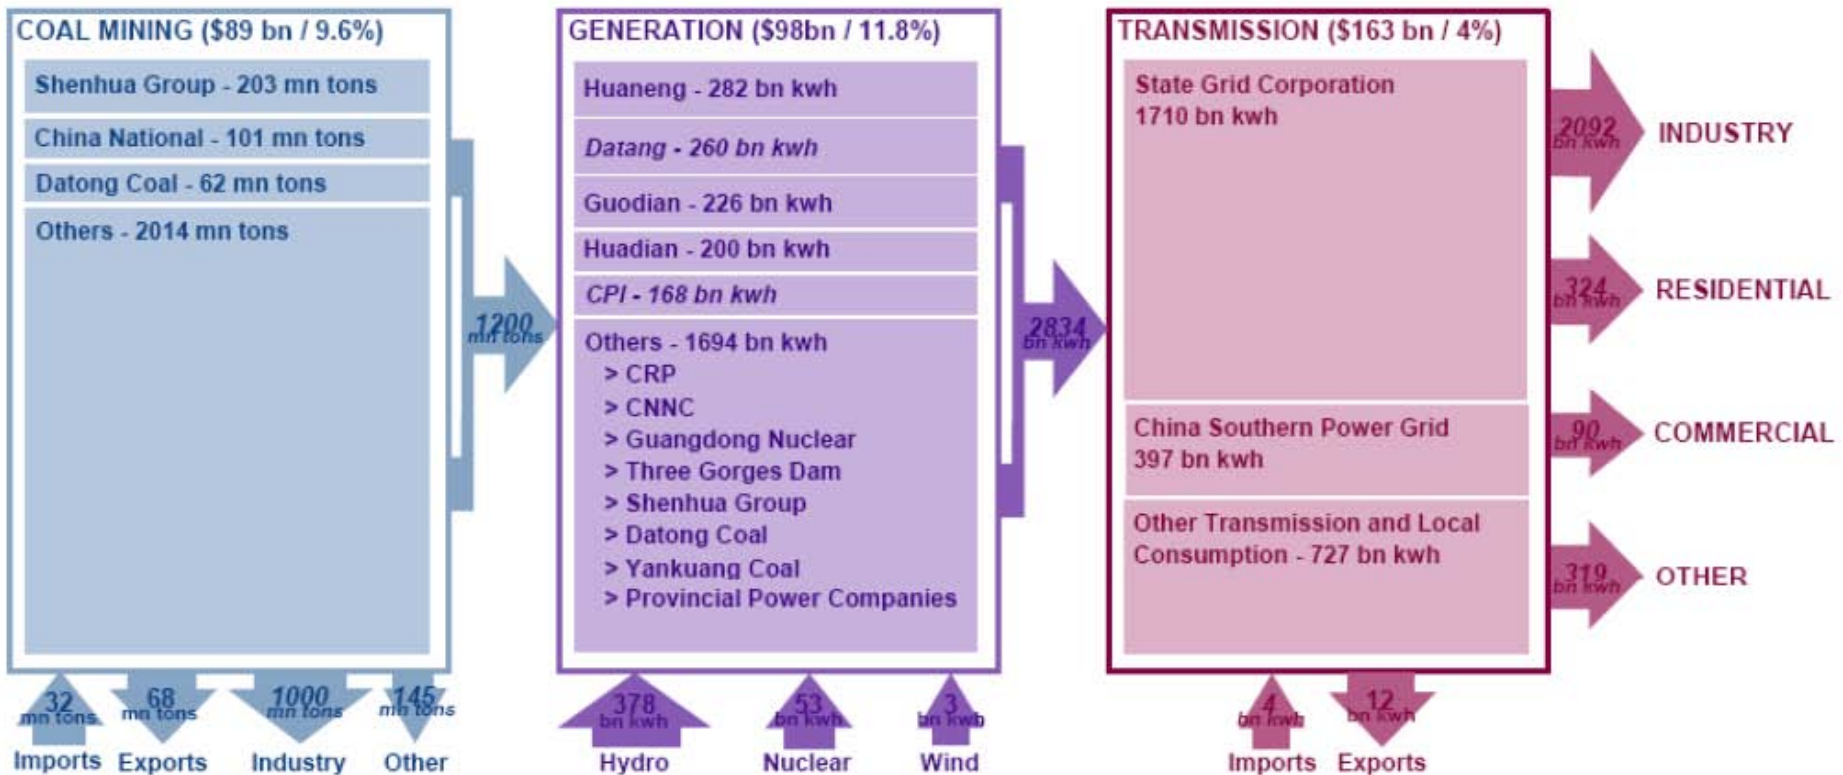 COAL MINING ($89 bn / 9.6%)
Shenhua Group - 203 mn tons
China National - 101 mn tons
Datong Coal - 62 mn tons
Others - 2014 mn tons
1200
mn tons
32
mn tons
Imports
68
mn tons
Exports
1000
mn tons
Industry
145
mn tons
Other
GENERATION ($98bn / 11.8%)
Huaneng - 282 bn kwh
Datang - 260 bn kwh
Guodian - 226 bn kwh
Huadian - 200 bn kwh
CPI - 168 bn kwh
Others - 1694 bn kwh
> CRP
> CNNC
> Guangdong Nuclear
> Three Gorges Dam
> Shenhua Group
> Datong Coal
> Yankuang Coal
> Provincial Power Companies
2834
bn kwh
378
bn kwh
Hydro
53
bn kwh
Nuclear
3
bn kwh
Wind
TRANSMISSION ($163 bn / 4%)
State Grid Corporation
1710 bn kwh
China Southern Power Grid
397 bn kwh
Other Transmission and Local
Consumption - 727 bn kwh
4
bn kwh
Imports
12
bn kwh
Exports
2092
bn kwh
INDUSTRY
324
bn kwh
RESIDENTIAL
90
bn kwh
COMMERCIAL
319
bn kwh
OTHER